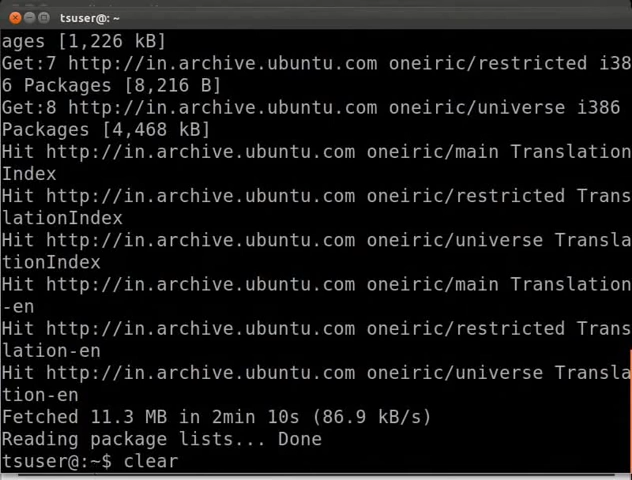 tsuser@: ~
ages [1,226 kB]
Get:7 http://in.archive.ubuntu.com oneiric/restricted i38
6 Packages [8,216 B]
Get:8 http://in.archive.ubuntu.com oneiric/universe i386
Packages [4,468 kB]
Hit http://in.archive.ubuntu.com oneiric/main Translation
Index
Hit http://in.archive.ubuntu.com oneiric/restricted Trans
lationIndex
Hit http://in.archive.ubuntu.com oneiric/universe Transla
tionIndex
Hit http://in.archive.ubuntu.com oneiric/main Translation
-en
Hit http://in.archive.ubuntu.com oneiric/restricted Trans
lation-en
Hit http://in.archive.ubuntu.com oneiric/universe Transla
tion-en
Fetched 11.3 MB in 2min 10s (86.9 kB/s)
Reading package lists... Done
tsuser@:~$ clear